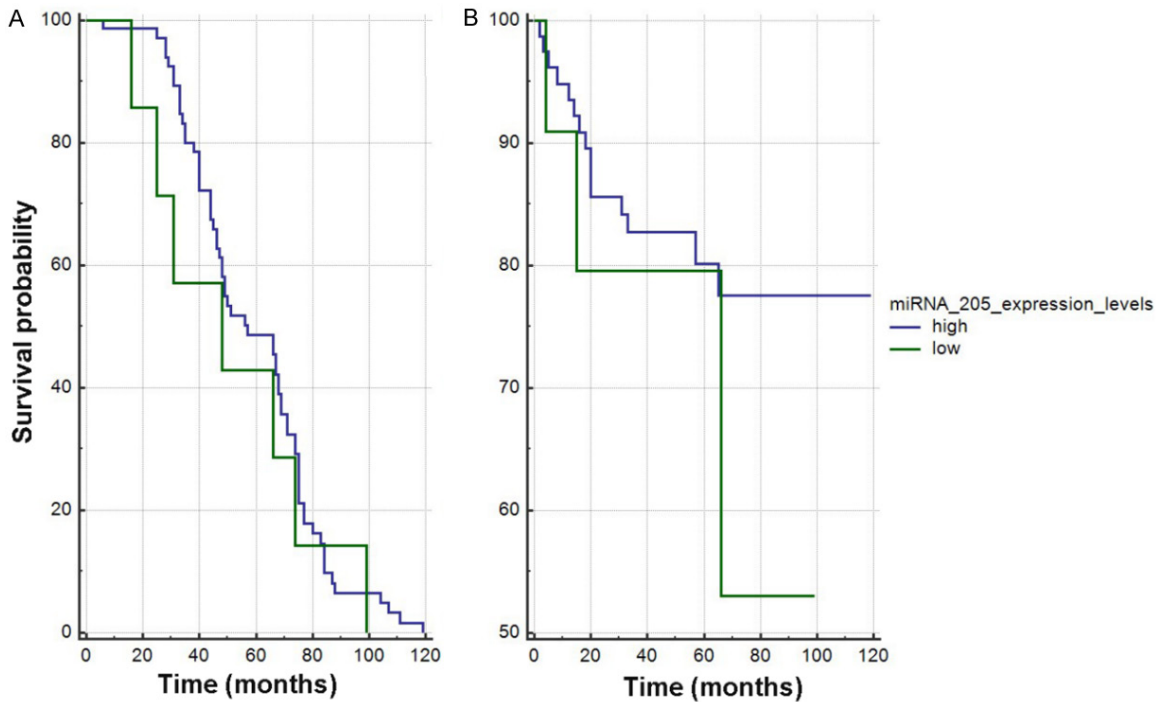 A
B
Survival probability
100
80
60
40
20
0
0 20 40 60 80 100 120
Time (months)
100
90
80
70
60
50
0 20 40 60 80 100 120
Time (months)
miRNA_205_expression_levels
high
low